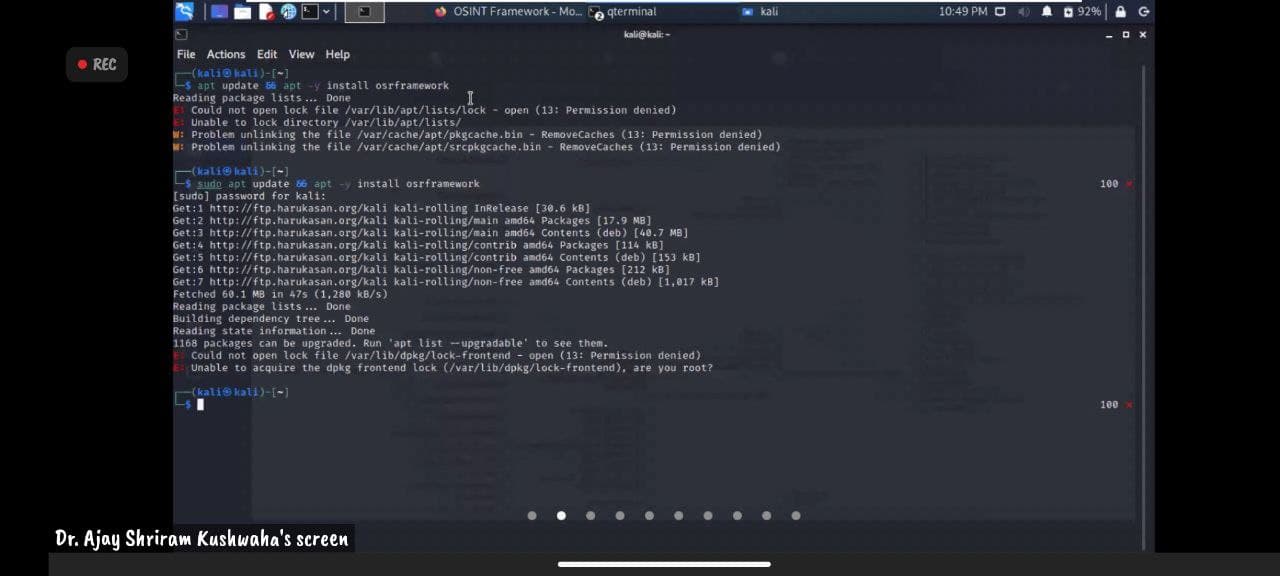 OSINT Framework - Mo...
qterminal
kali
10:49 PM
92%
kali@kali: ~
REC
File Actions Edit View Help
┌──(kali㉿kali)-[~]
└─$ apt update && apt -y install osrframework
Reading package lists... Done
E: Could not open lock file /var/lib/apt/lists/lock - open (13: Permission denied)
E: Unable to lock directory /var/lib/apt/lists/
W: Problem unlinking the file /var/cache/apt/pkgcache.bin - RemoveCaches (13: Permission denied)
W: Problem unlinking the file /var/cache/apt/srcpkgcache.bin - RemoveCaches (13: Permission denied)
┌──(kali㉿kali)-[~]
└─$ sudo apt update && apt -y install osrframework 100 ⨯
[sudo] password for kali:
Get:1 http://ftp.harukasan.org/kali kali-rolling InRelease [30.6 kB]
Get:2 http://ftp.harukasan.org/kali kali-rolling/main amd64 Packages [17.9 MB]
Get:3 http://ftp.harukasan.org/kali kali-rolling/main amd64 Contents (deb) [40.7 MB]
Get:4 http://ftp.harukasan.org/kali kali-rolling/contrib amd64 Packages [114 kB]
Get:5 http://ftp.harukasan.org/kali kali-rolling/contrib amd64 Contents (deb) [153 kB]
Get:6 http://ftp.harukasan.org/kali kali-rolling/non-free amd64 Packages [212 kB]
Get:7 http://ftp.harukasan.org/kali kali-rolling/non-free amd64 Contents (deb) [1,017 kB]
Fetched 60.1 MB in 47s (1,280 kB/s)
Reading package lists... Done
Building dependency tree... Done
Reading state information... Done
1168 packages can be upgraded. Run 'apt list --upgradable' to see them.
E: Could not open lock file /var/lib/dpkg/lock-frontend - open (13: Permission denied)
E: Unable to acquire the dpkg frontend lock (/var/lib/dpkg/lock-frontend), are you root?
┌──(kali㉿kali)-[~]
└─$ 100 ⨯
Dr. Ajay Shriram Kushwaha's screen